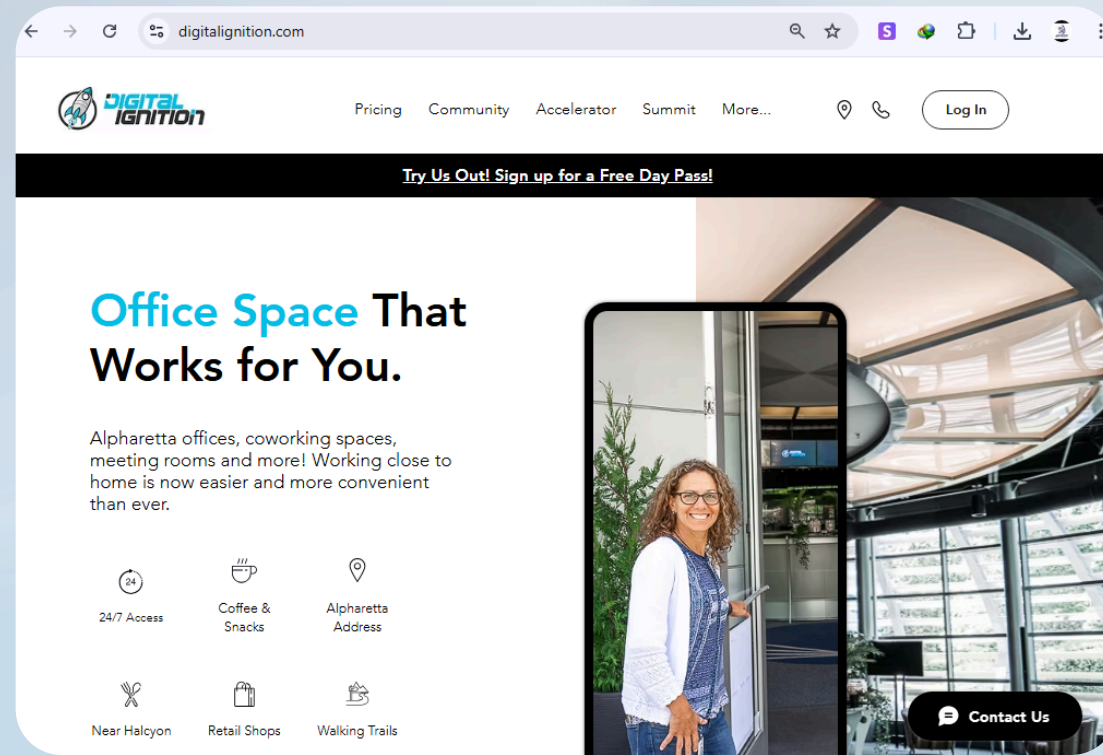 digitalignition.com
S
DIGITAL
IGNITION
Pricing
Community
Accelerator
Summit
More...
Log In
Try Us Out! Sign up for a Free Day Pass!
Office Space That
Works for You.
Alpharetta offices, coworking spaces,
meeting rooms and more! Working close to
home is now easier and more convenient
than ever.
24
24/7 Access
Coffee &
Snacks
Alpharetta
Address
Near Halcyon
Retail Shops
Walking Trails
Contact Us